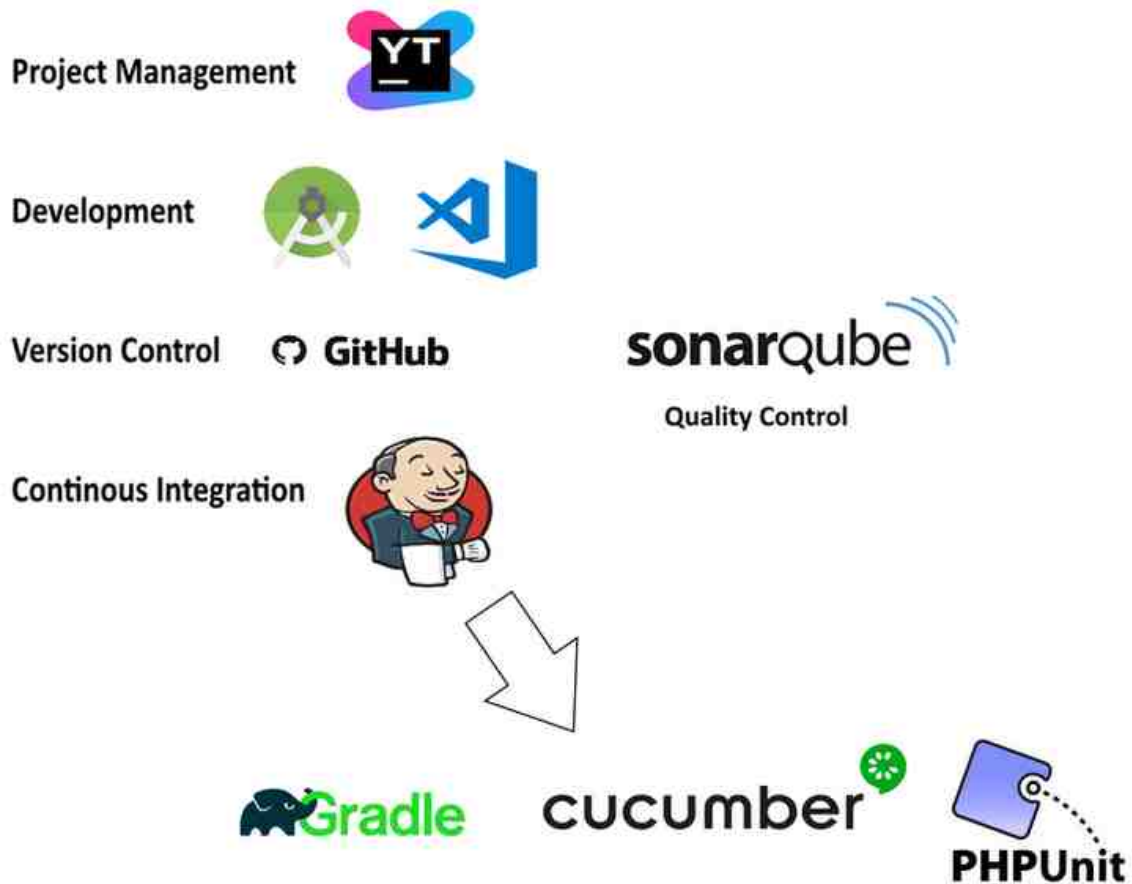 Project Management
YT
Development
Version Control
GitHub
sonarqube
Quality Control
Continous Integration
Gradle
cucumber
PHPUnit